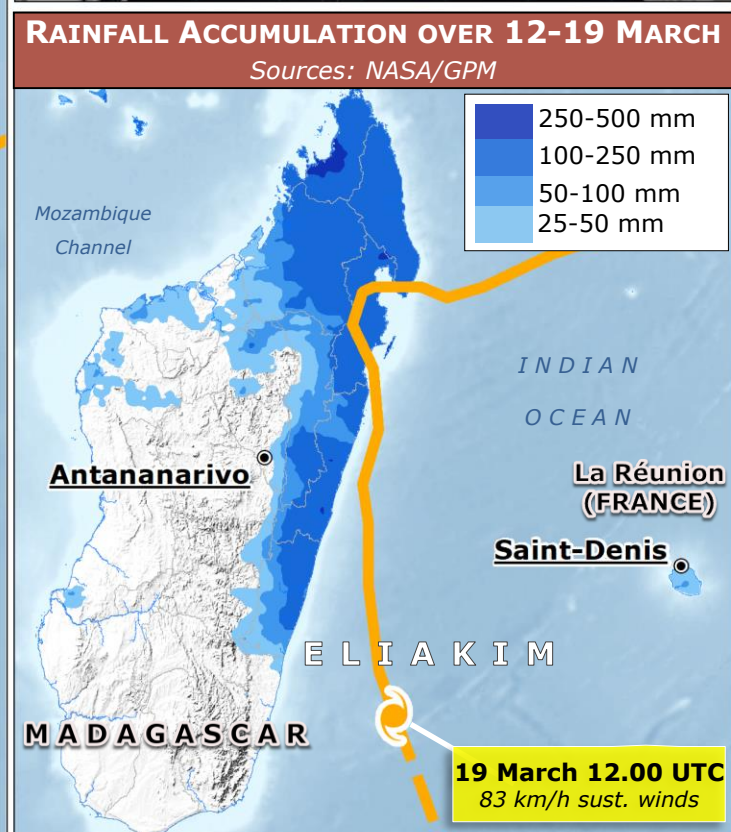 RAINFALL ACCUMULATION OVER 12-19 MARCH
Sources: NASA/GPM
250-500 mm
100-250 mm
50-100 mm
25-50 mm
Mozambique
Channel
INDIAN
OCEAN
Antananarivo
La Réunion
(FRANCE)
Saint-Denis
ELIAKIM
MADAGASCAR
19 March 12.00 UTC
83 km/h sust. winds